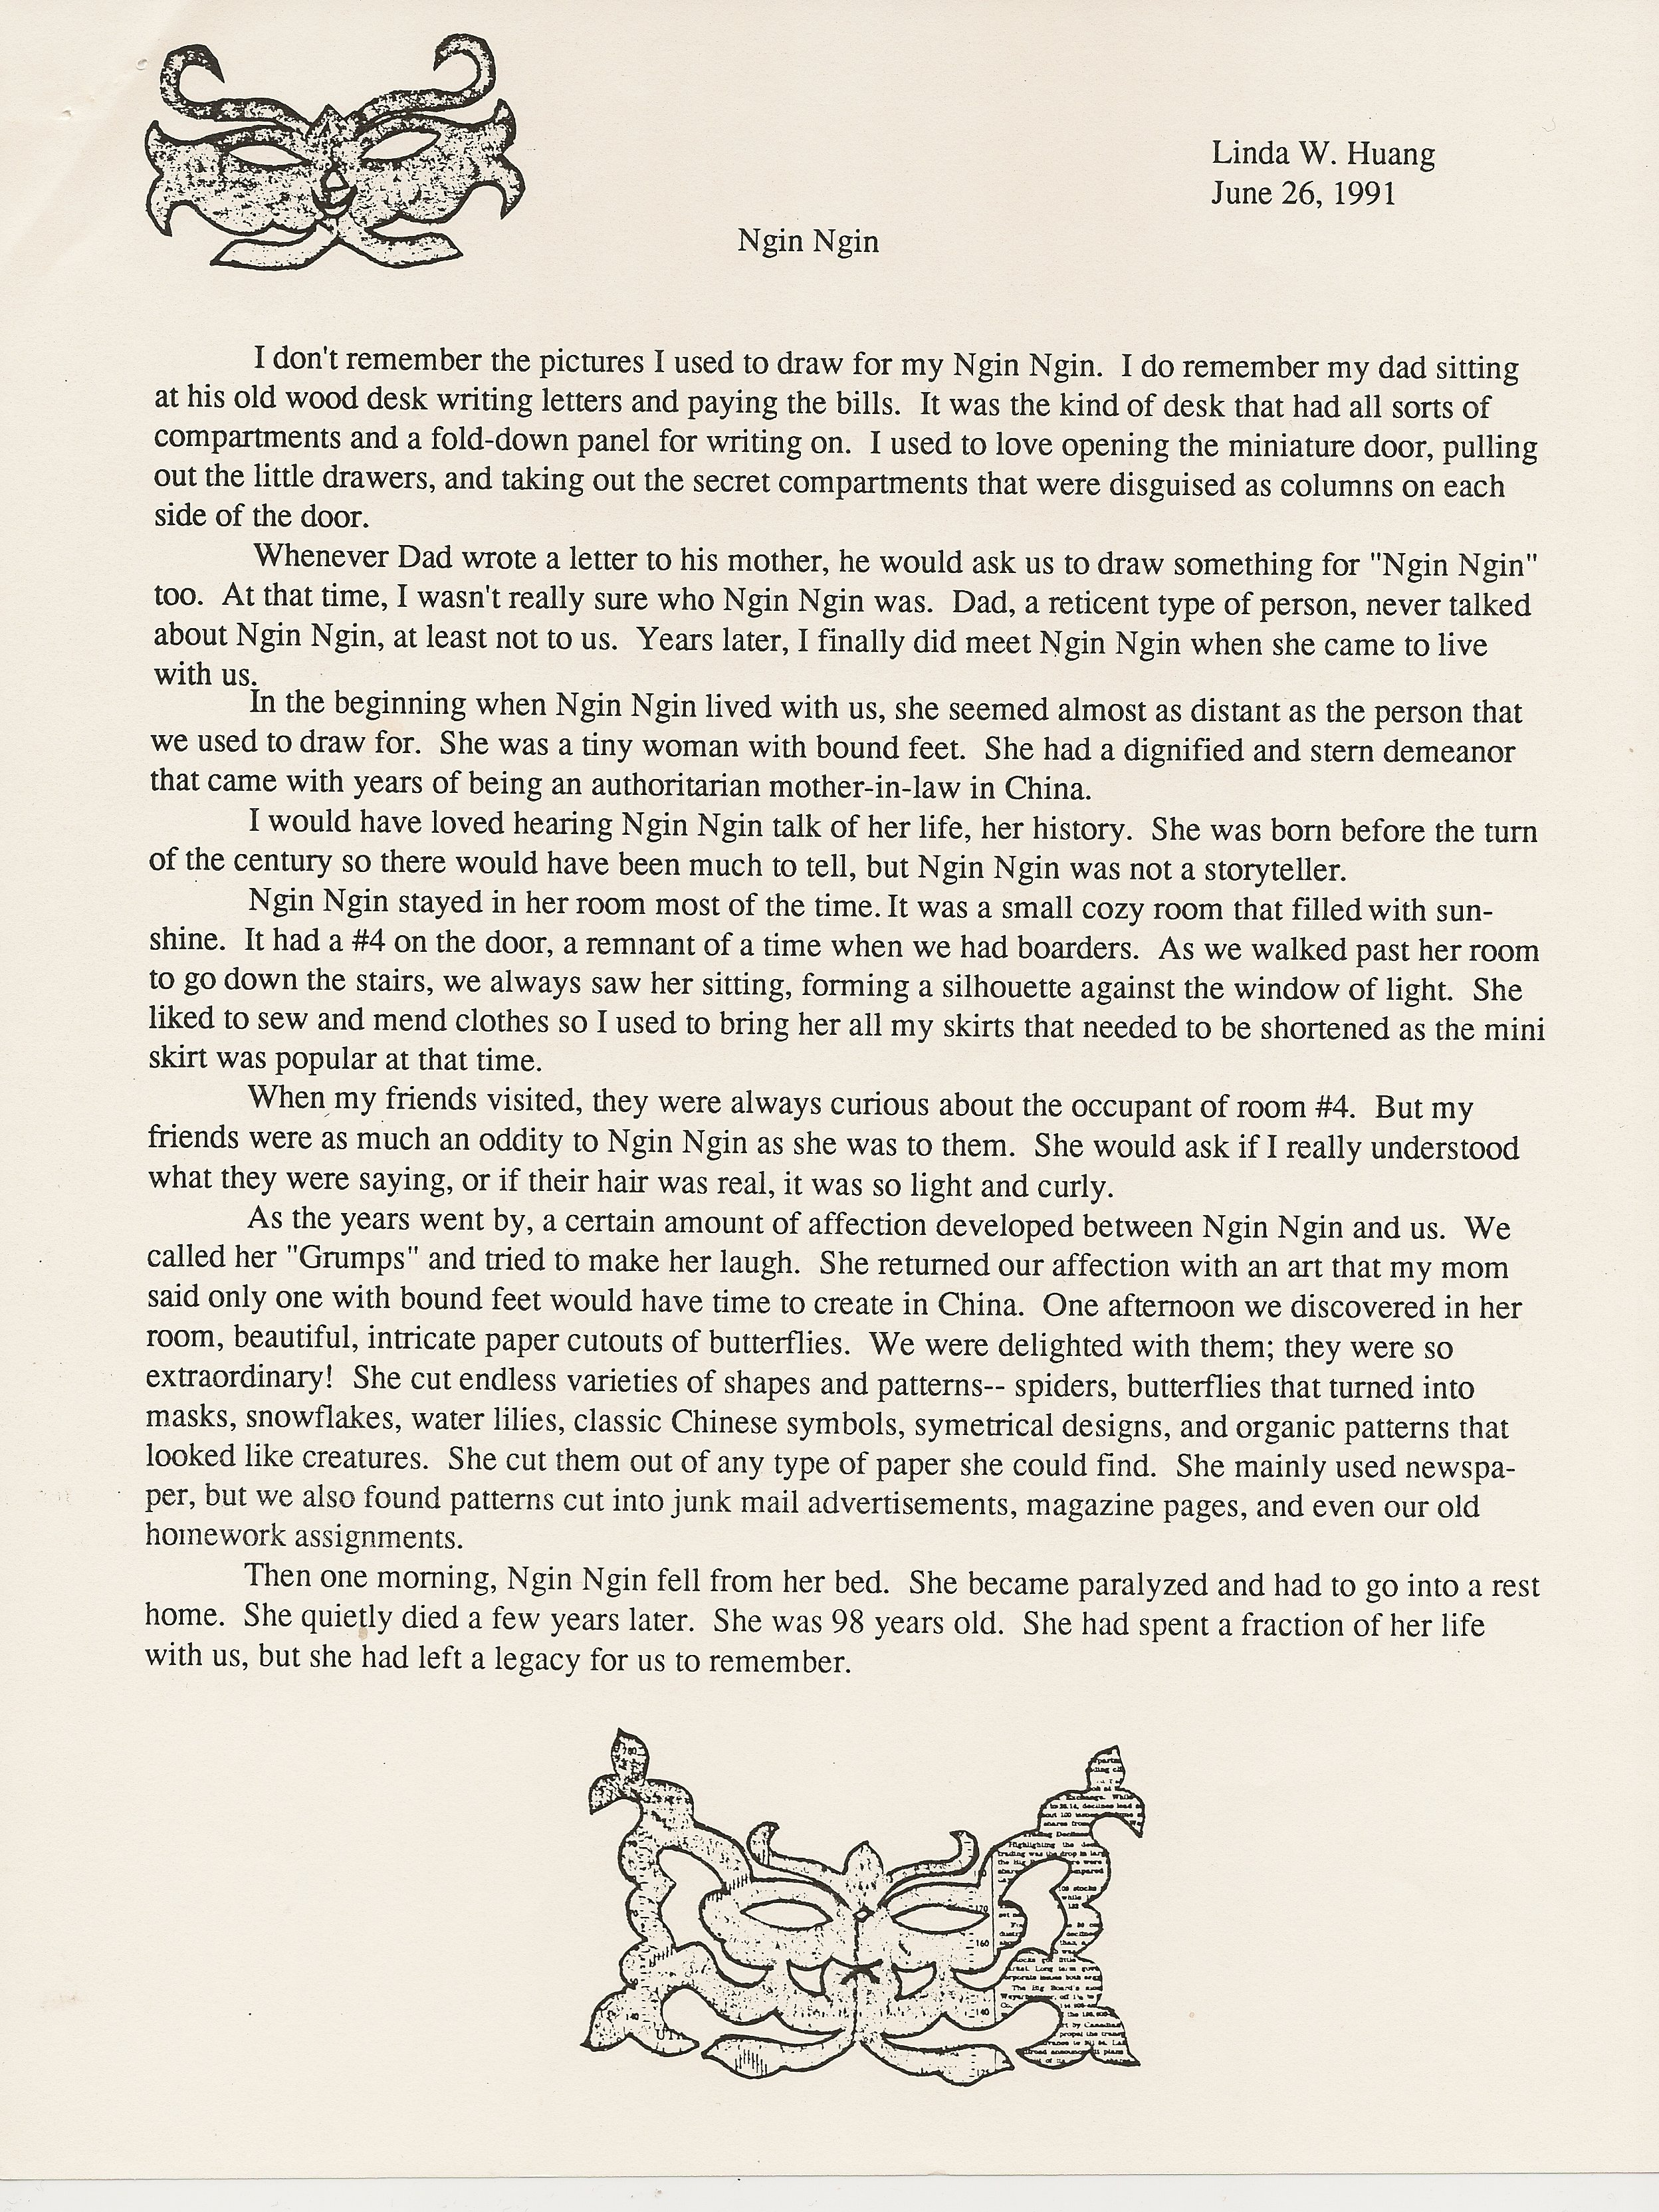 Linda W. Huang
June 26, 1991
Ngin Ngin
I don't remember the pictures I used to draw for my Ngin Ngin.  I do remember my dad sitting
at his old wood desk writing letters and paying the bills.  It was the kind of desk that had all sorts of
compartments and a fold-down panel for writing on.  I used to love opening the miniature door, pulling
out the little drawers, and taking out the secret compartments that were disguised as columns on each
side of the door.
Whenever Dad wrote a letter to his mother, he would ask us to draw something for "Ngin Ngin"
too.  At that time, I wasn't really sure who Ngin Ngin was.  Dad, a reticent type of person, never talked
about Ngin Ngin, at least not to us.  Years later, I finally did meet Ngin Ngin when she came to live
with us.
In the beginning when Ngin Ngin lived with us, she seemed almost as distant as the person that
we used to draw for.  She was a tiny woman with bound feet.  She had a dignified and stern demeanor
that came with years of being an authoritarian mother-in-law in China.
I would have loved hearing Ngin Ngin talk of her life, her history.  She was born before the turn
of the century so there would have been much to tell, but Ngin Ngin was not a storyteller.
Ngin Ngin stayed in her room most of the time. It was a small cozy room that filled with sun-
shine.  It had a #4 on the door, a remnant of a time when we had boarders.  As we walked past her room
to go down the stairs, we always saw her sitting, forming a silhouette against the window of light.  She
liked to sew and mend clothes so I used to bring her all my skirts that needed to be shortened as the mini
skirt was popular at that time.
When my friends visited, they were always curious about the occupant of room #4.  But my
friends were as much an oddity to Ngin Ngin as she was to them.  She would ask if I really understood
what they were saying, or if their hair was real, it was so light and curly.
As the years went by, a certain amount of affection developed between Ngin Ngin and us.  We
called her "Grumps" and tried to make her laugh.  She returned our affection with an art that my mom
said only one with bound feet would have time to create in China.  One afternoon we discovered in her
room, beautiful, intricate paper cutouts of butterflies.  We were delighted with them; they were so
extraordinary!  She cut endless varieties of shapes and patterns-- spiders, butterflies that turned into
masks, snowflakes, water lilies, classic Chinese symbols, symetrical designs, and organic patterns that
looked like creatures.  She cut them out of any type of paper she could find.  She mainly used newspa-
per, but we also found patterns cut into junk mail advertisements, magazine pages, and even our old
homework assignments.
Then one morning, Ngin Ngin fell from her bed.  She became paralyzed and had to go into a rest
home.  She quietly died a few years later.  She was 98 years old.  She had spent a fraction of her life
with us, but she had left a legacy for us to remember.
Exchange. While
Highlighting the
trading was the drop in
170
160
140
140